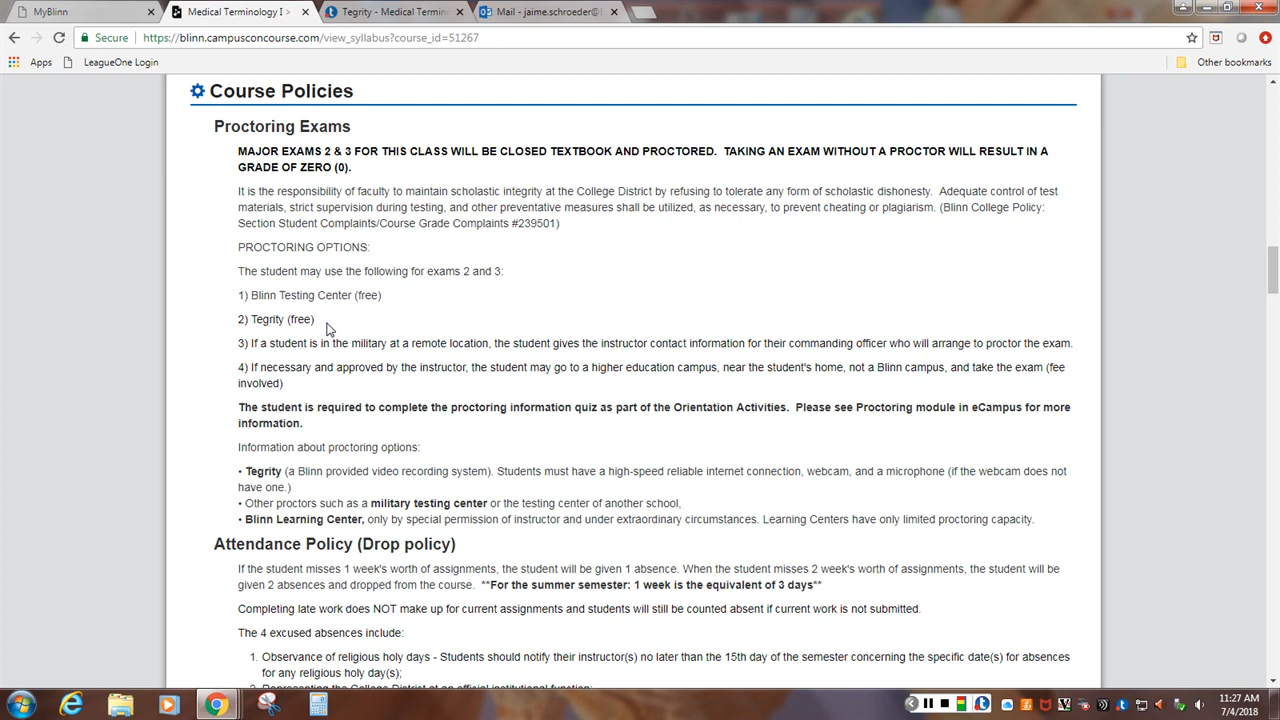 MyBlinn
Medical Terminology I >
Tegrity - Medical Termin
Mail - jaime.schroeder@
Secure
https://blinn.campusconcourse.com/view_syllabus?course_id=51267
Apps
LeagueOne Login
Other bookmarks
Course Policies
Proctoring Exams
MAJOR EXAMS 2 & 3 FOR THIS CLASS WILL BE CLOSED TEXTBOOK AND PROCTORED. TAKING AN EXAM WITHOUT A PROCTOR WILL RESULT IN A
GRADE OF ZERO (0).
It is the responsibility of faculty to maintain scholastic integrity at the College District by refusing to tolerate any form of scholastic dishonesty. Adequate control of test
materials, strict supervision during testing, and other preventative measures shall be utilized, as necessary, to prevent cheating or plagiarism. (Blinn College Policy:
Section Student Complaints/Course Grade Complaints #239501)
PROCTORING OPTIONS:
The student may use the following for exams 2 and 3:
1) Blinn Testing Center (free)
2) Tegrity (free)
3) If a student is in the military at a remote location, the student gives the instructor contact information for their commanding officer who will arrange to proctor the exam.
4) If necessary and approved by the instructor, the student may go to a higher education campus, near the student's home, not a Blinn campus, and take the exam (fee
involved)
The student is required to complete the proctoring information quiz as part of the Orientation Activities. Please see Proctoring module in eCampus for more
information.
Information about proctoring options:
• Tegrity (a Blinn provided video recording system). Students must have a high-speed reliable internet connection, webcam, and a microphone (if the webcam does not
have one.)
• Other proctors such as a military testing center or the testing center of another school,
• Blinn Learning Center, only by special permission of instructor and under extraordinary circumstances. Learning Centers have only limited proctoring capacity.
Attendance Policy (Drop policy)
If the student misses 1 week's worth of assignments, the student will be given 1 absence. When the student misses 2 week's worth of assignments, the student will be
given 2 absences and dropped from the course. **For the summer semester: 1 week is the equivalent of 3 days**
Completing late work does NOT make up for current assignments and students will still be counted absent if current work is not submitted.
The 4 excused absences include:
1. Observance of religious holy days - Students should notify their instructor(s) no later than the 15th day of the semester concerning the specific date(s) for absences
for any religious holy day(s);
2. Representing the College District at an official institutional function;
11:27 AM
7/4/2018